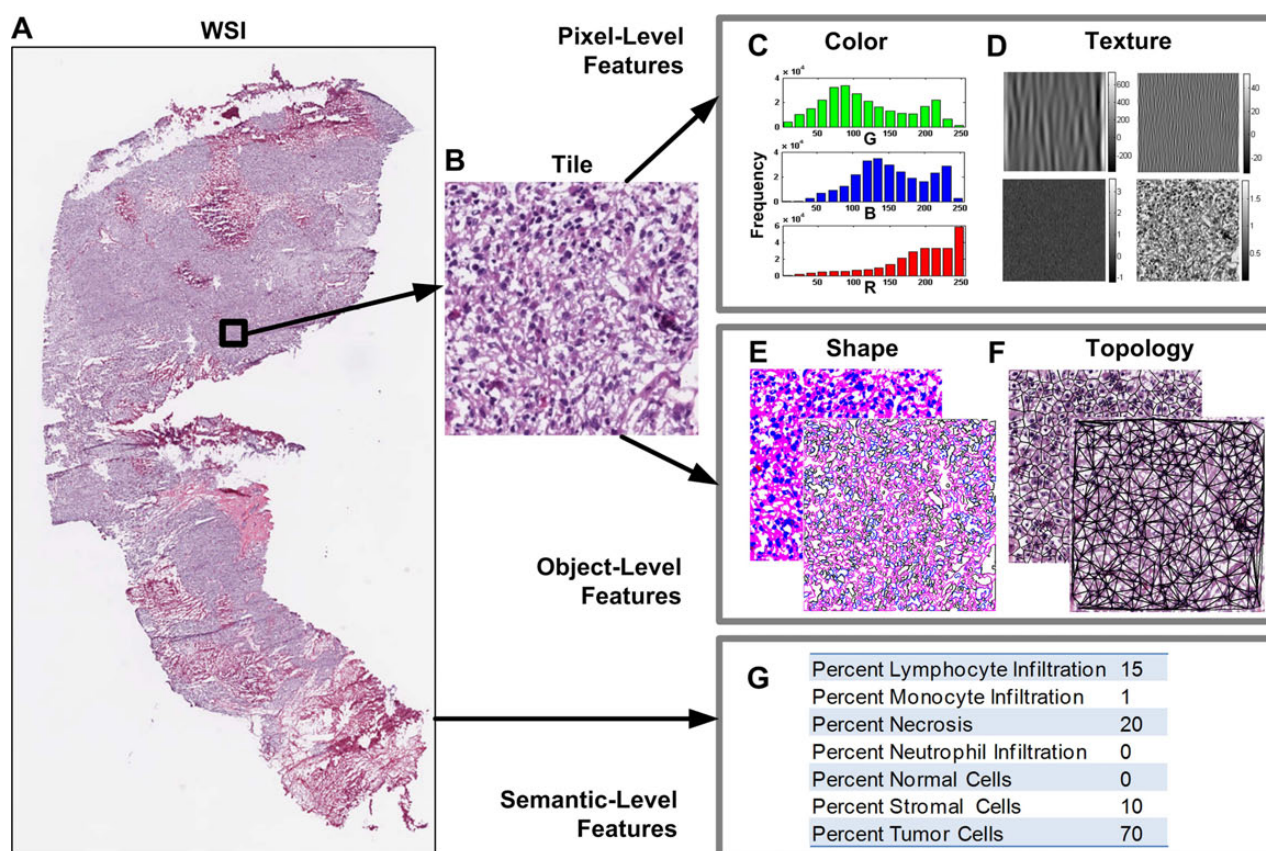 A
WSI
Pixel-Level
Features
B
Tile
Object-Level
Features
Semantic-Level
Features
C
Color
Frequency
× 10⁴
4
2
0
50 100 150 200 250
G
× 10⁴
4
2
0
50 100 150 200 250
B
× 10⁴
6
4
2
0
50 100 150 200 250
R
D
Texture
600
400
200
0
-200
40
20
0
-20
3
2
1
0
-1
1.5
1
0.5
E
Shape
F
Topology
G
Percent Lymphocyte Infiltration 15
Percent Monocyte Infiltration 1
Percent Necrosis 20
Percent Neutrophil Infiltration 0
Percent Normal Cells 0
Percent Stromal Cells 10
Percent Tumor Cells 70